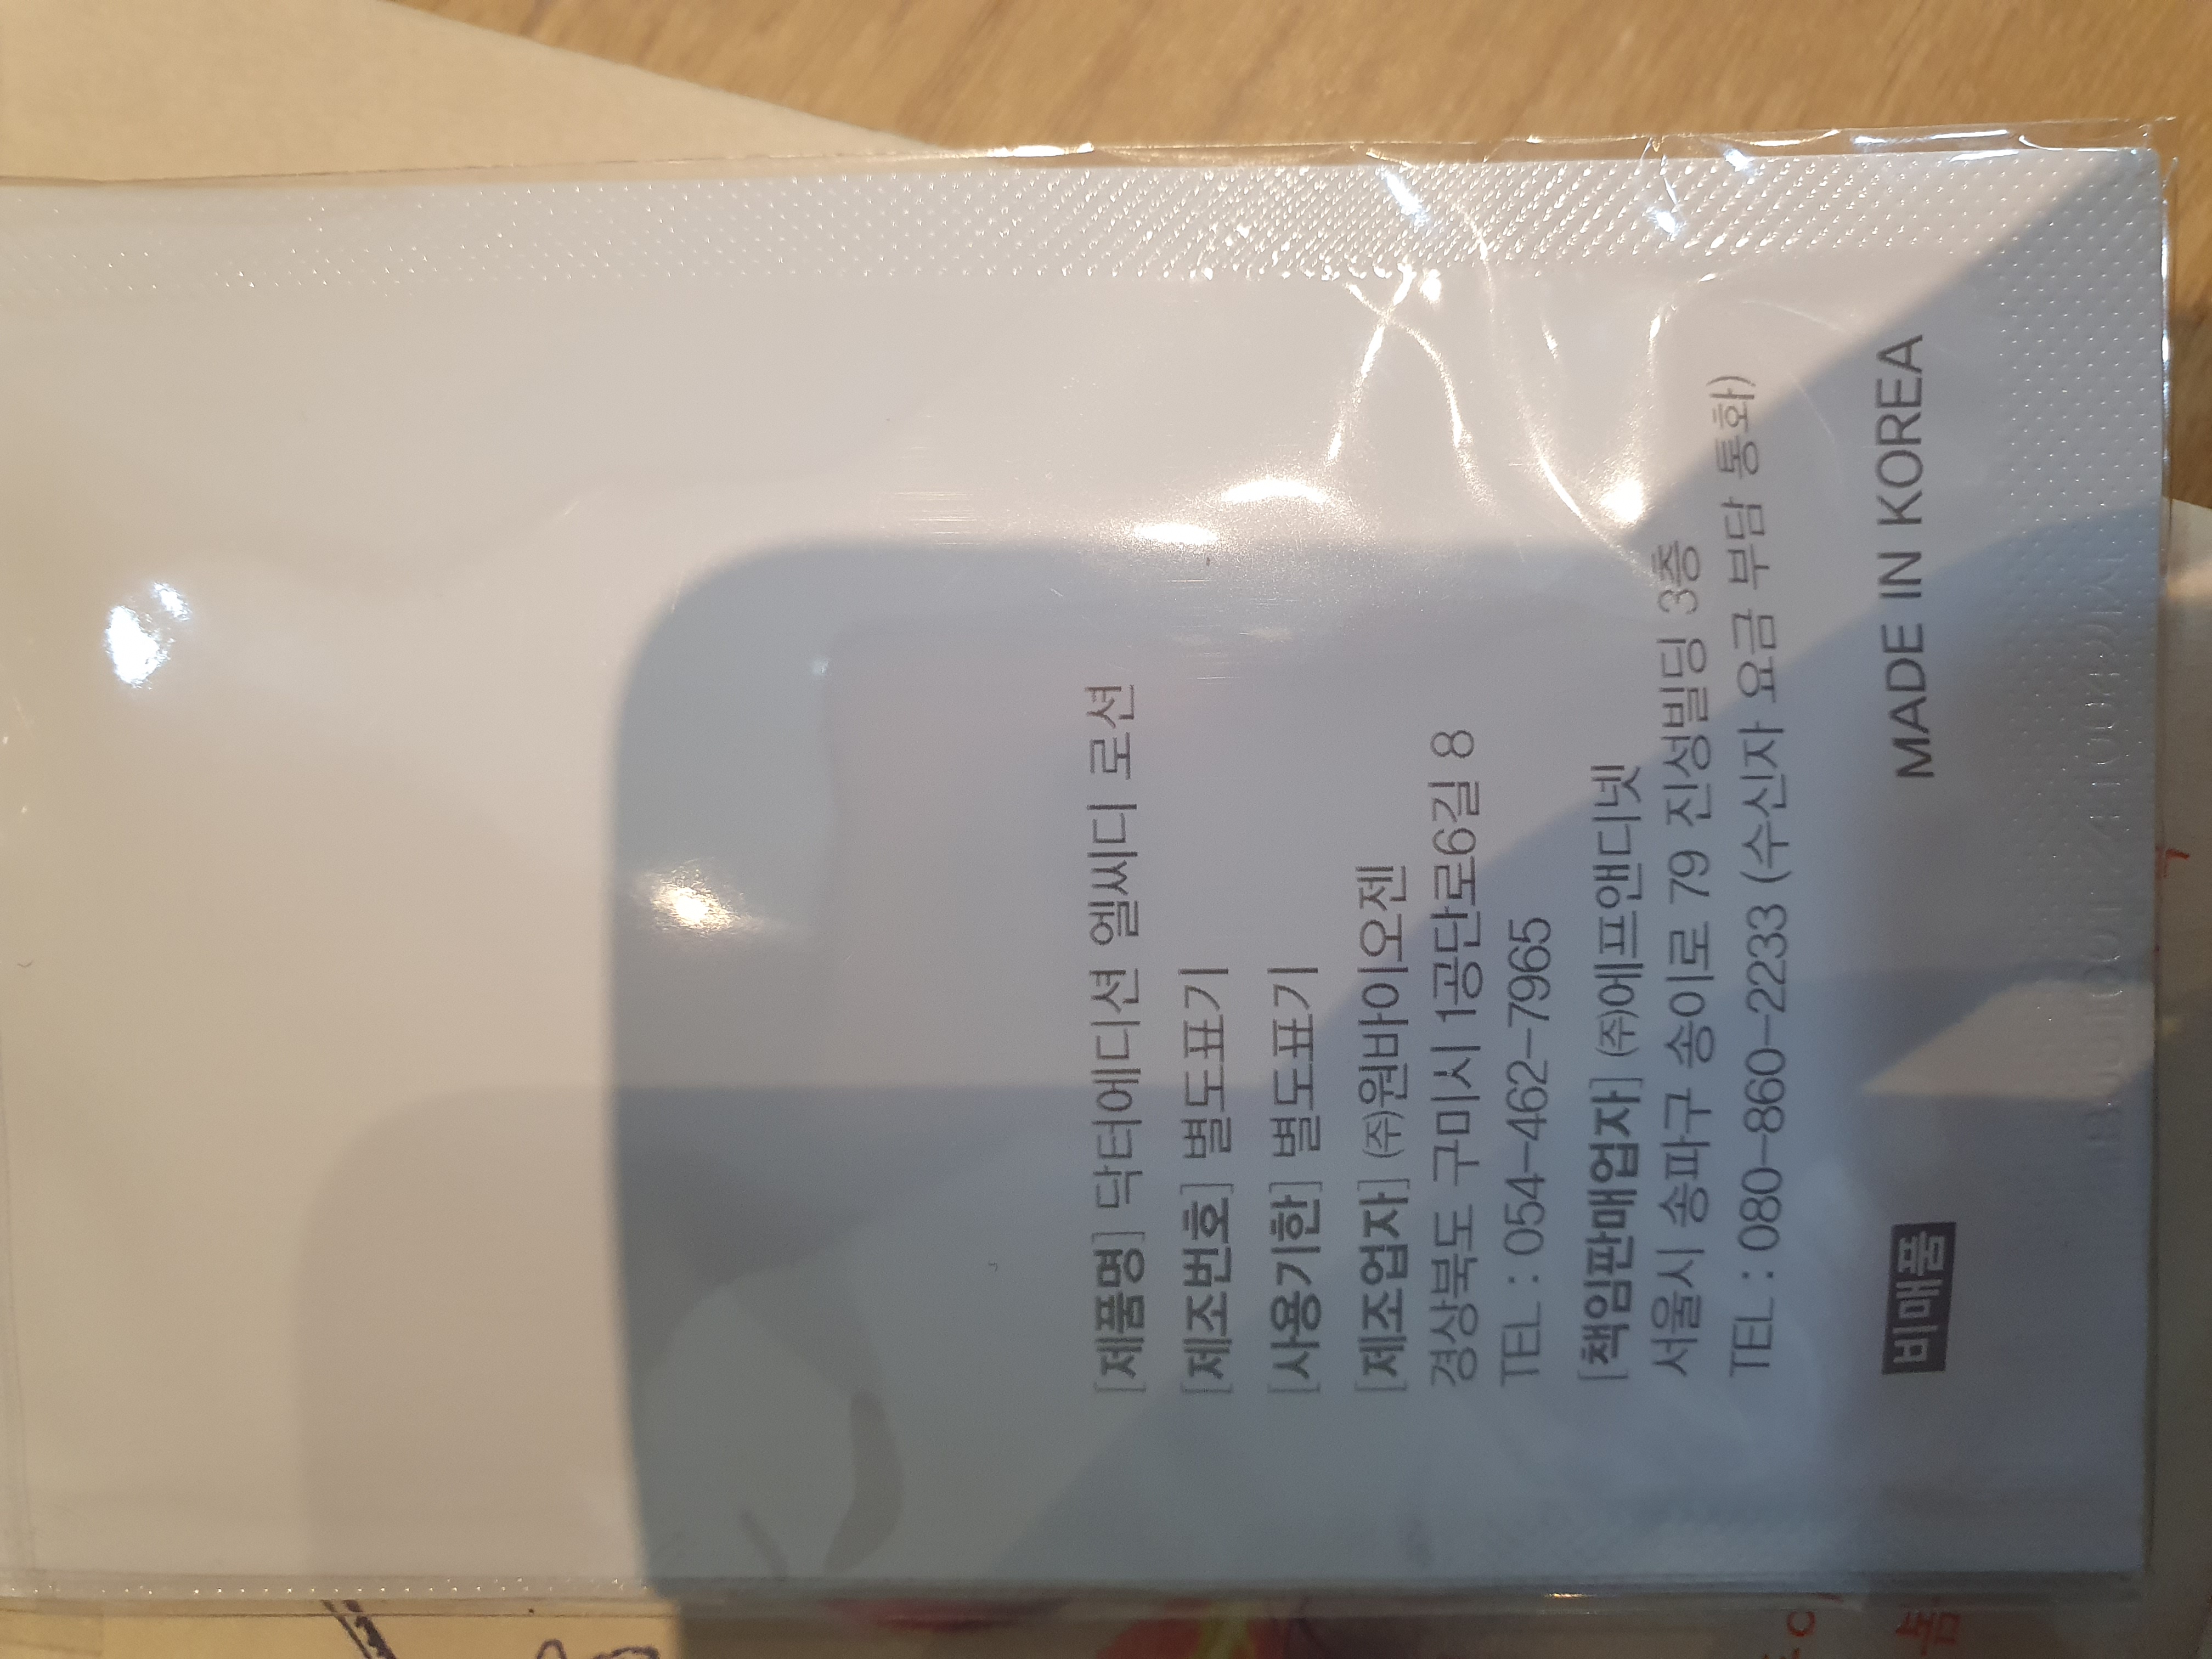 [제품명] 닥터에디션 엘씨디 로션
[제조번호] 별도표기
[사용기한] 별도표기
[제조업자] (주)원바이오젠
경상북도 구미시 1공단로6길 8
TEL : 054-462-7965
[책임판매업자] (주)에프앤디넷
서울시 송파구 송이로 79 진성빌딩 3층
TEL : 080-860-2233 (수신자 요금 부담 통화)
비매품 MADE IN KOREA